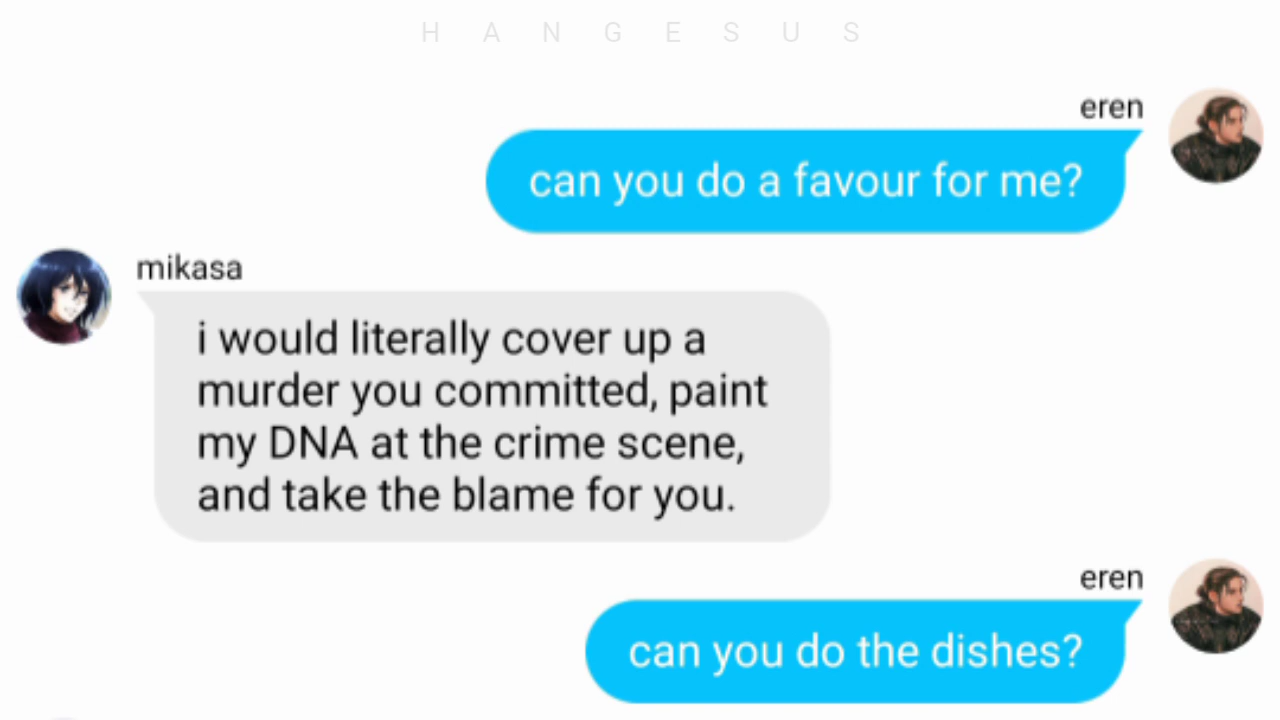 H A N G E S U S
eren
can you do a favour for me?
mikasa
i would literally cover up a
murder you committed, paint
my DNA at the crime scene,
and take the blame for you.
eren
can you do the dishes?